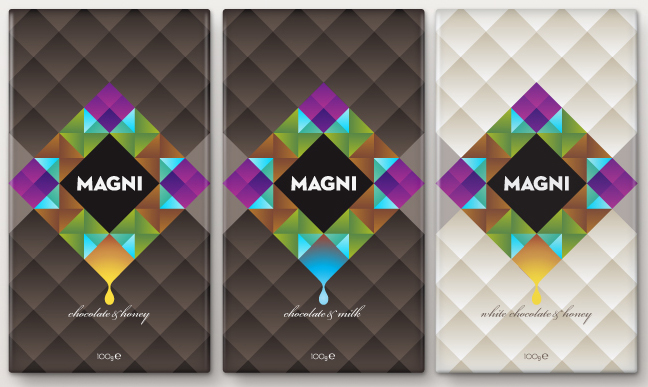 MAGNI
chocolate & honey
100g e
MAGNI
chocolate & milk
100g e
MAGNI
white chocolate & honey
100g e